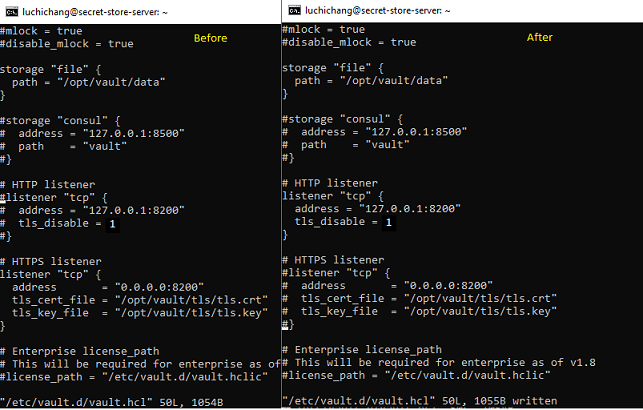 luchichang@secret-store-server: ~
#mlock = true
#disable_mlock = true
Before
storage "file" {
  path = "/opt/vault/data"
}
#storage "consul" {
#  address = "127.0.0.1:8500"
#  path    = "vault"
#}
# HTTP listener
#listener "tcp" {
#  address = "127.0.0.1:8200"
#  tls_disable = 1
#}
# HTTPS listener
listener "tcp" {
  address       = "0.0.0.0:8200"
  tls_cert_file = "/opt/vault/tls/tls.crt"
  tls_key_file  = "/opt/vault/tls/tls.key"
}
# Enterprise license_path
# This will be required for enterprise as of
#license_path = "/etc/vault.d/vault.hclic"
"/etc/vault.d/vault.hcl" 50L, 1054B
luchichang@secret-store-server: ~
#mlock = true
#disable_mlock = true
After
storage "file" {
  path = "/opt/vault/data"
}
#storage "consul" {
#  address = "127.0.0.1:8500"
#  path    = "vault"
#}
# HTTP listener
listener "tcp" {
  address = "127.0.0.1:8200"
  tls_disable = 1
}
# HTTPS listener
#listener "tcp" {
#  address       = "0.0.0.0:8200"
#  tls_cert_file = "/opt/vault/tls/tls.crt"
#  tls_key_file  = "/opt/vault/tls/tls.key"
#}
# Enterprise license_path
# This will be required for enterprise as of v1.8
#license_path = "/etc/vault.d/vault.hclic"
"/etc/vault.d/vault.hcl" 50L, 1055B written